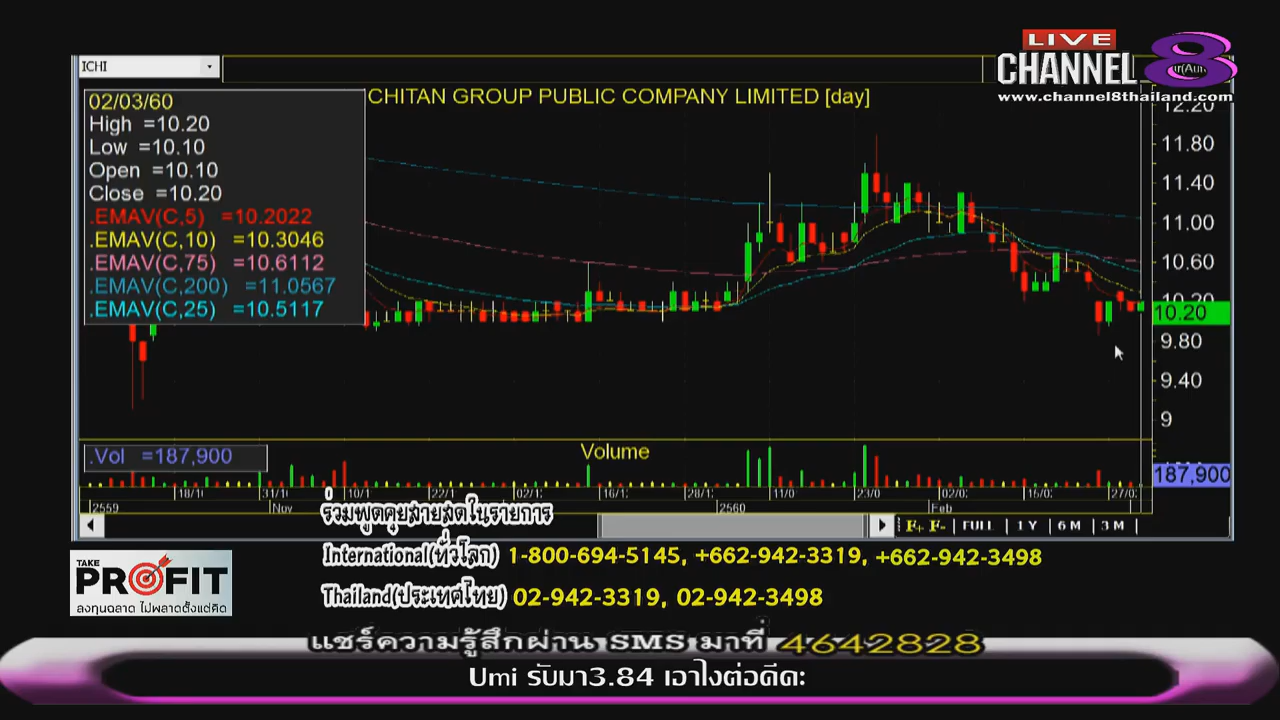 LIVE
CHANNEL 8
www.channel8thailand.com
ICHI
CHITAN GROUP PUBLIC COMPANY LIMITED [day]
02/03/60
High =10.20
Low =10.10
Open =10.10
Close =10.20
.EMAV(C,5) =10.2022
.EMAV(C,10) =10.3046
.EMAV(C,75) =10.6112
.EMAV(C,200) =11.0567
.EMAV(C,25) =10.5117
12.20
11.80
11.40
11.00
10.60
10.20
10.20
9.80
9.40
9
.Vol =187,900
Volume
187,900
2559
Nov
2560
Feb
F+ F- FULL 1 Y 6 M 3 M
ร่วมพูดคุยสายสดในรายการ
International(ทั่วโลก) 1-800-694-5145, +662-942-3319, +662-942-3498
Thailand(ประเทศไทย) 02-942-3319, 02-942-3498
TAKE
PROFIT
ลงทุนฉลาด ไม่พลาดตั้งแต่คิด
แชร์ความรู้สึกผ่าน SMS มาที่ 4642828
Umi รับมา3.84 เอาไงต่อดีคะ